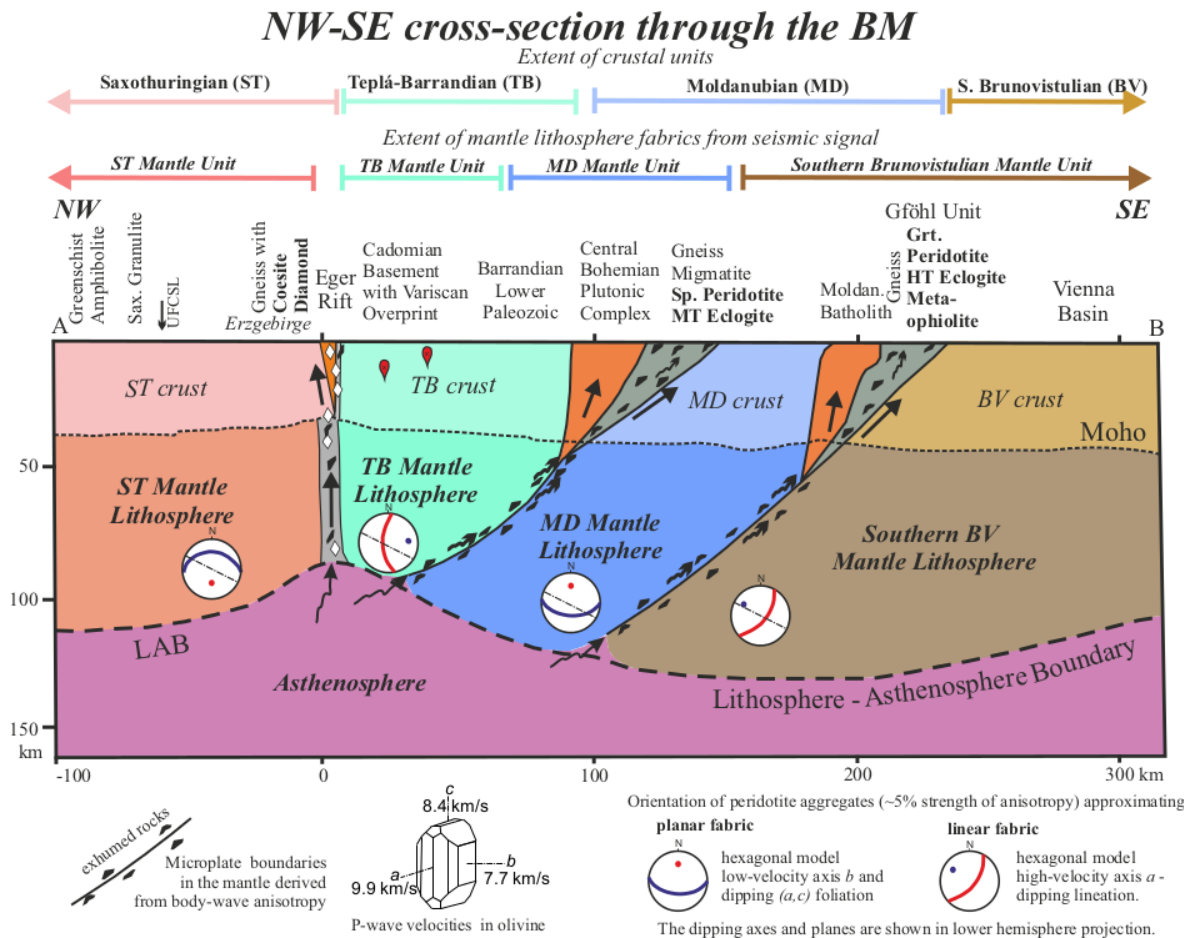 NW-SE cross-section through the BM
Extent of crustal units
Saxothuringian (ST)
Teplá-Barrandian (TB)
Moldanubian (MD)
S. Brunovistulian (BV)
Extent of mantle lithosphere fabrics from seismic signal
ST Mantle Unit
TB Mantle Unit
MD Mantle Unit
Southern Brunovistulian Mantle Unit
NW
SE
Greenschist
Amphibolite
Sax. Granulite
UFCSL
Gneiss with
Coesite
Diamond
Erzgebirge
Eger
Rift
Cadomian
Basement
with Variscan
Overprint
Barrandian
Lower
Paleozoic
Central
Bohemian
Plutonic
Complex
Gneiss
Migmatite
Sp. Peridotite
MT Eclogite
Moldan.
Batholith
Gföhl Unit
Gneiss
Grt.
Peridotite
HT Eclogite
Meta-
ophiolite
Vienna
Basin
A
B
ST crust
TB crust
MD crust
BV crust
Moho
50
100
150
km
ST Mantle
Lithosphere
N
TB Mantle
Lithosphere
N
MD Mantle
Lithosphere
N
Southern BV
Mantle Lithosphere
N
LAB
Asthenosphere
Lithosphere - Asthenosphere Boundary
-100
0
100
200
300 km
exhumed rocks
Microplate boundaries
in the mantle derived
from body-wave anisotropy
c
8.4 km/s
a
9.9 km/s
b
7.7 km/s
P-wave velocities in olivine
Orientation of peridotite aggregates (~5% strength of anisotropy) approximating
planar fabric
N
hexagonal model
low-velocity axis b and
dipping (a,c) foliation
linear fabric
N
hexagonal model
high-velocity axis a -
dipping lineation.
The dipping axes and planes are shown in lower hemisphere projection.